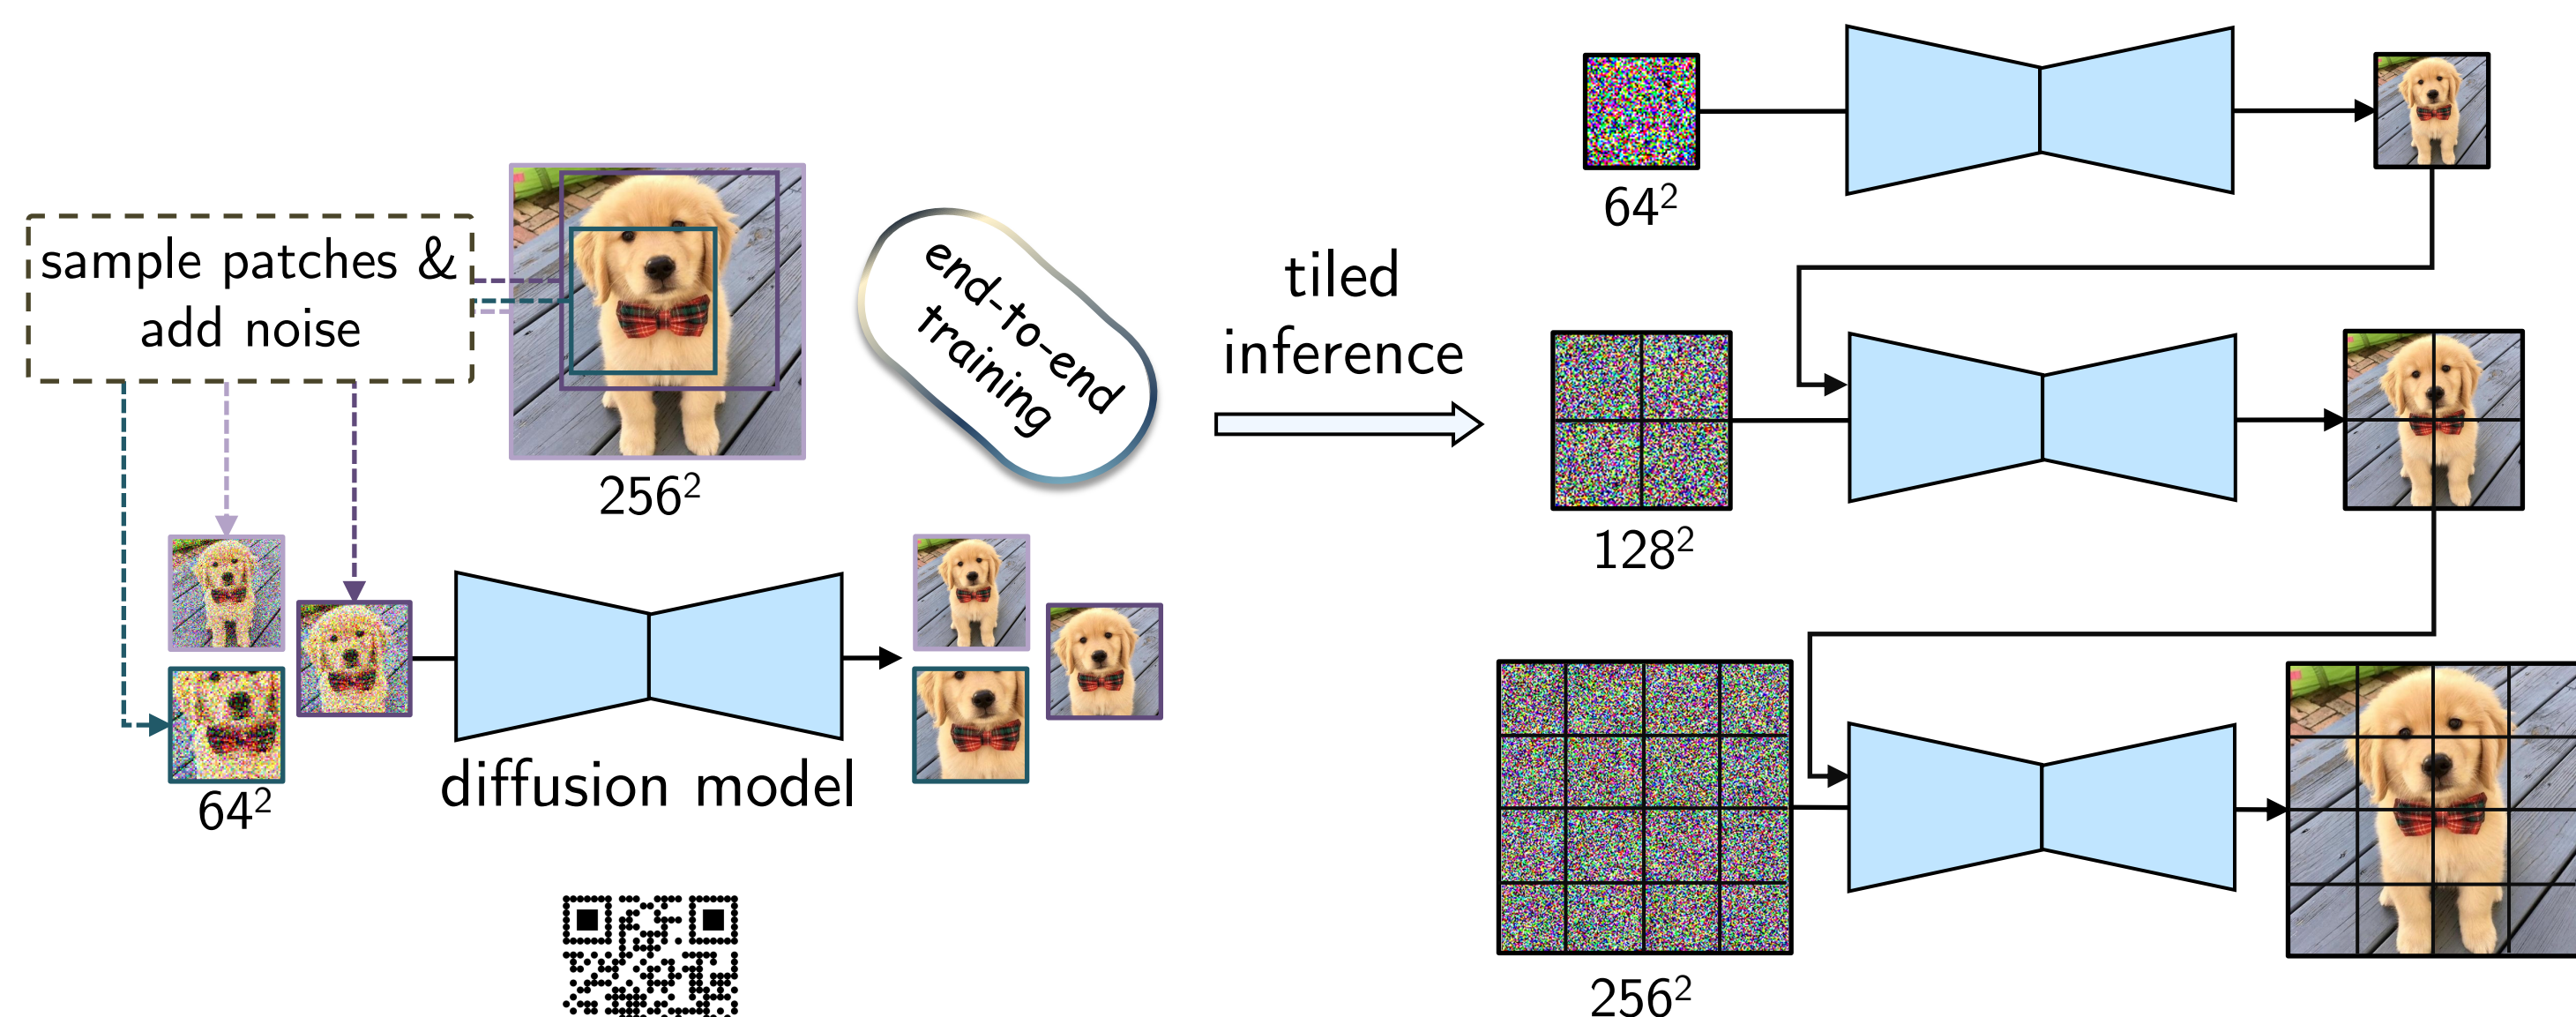 sample patches &
add noise
256²
64²
diffusion model
end-to-end
training
tiled
inference
64²
128²
256²